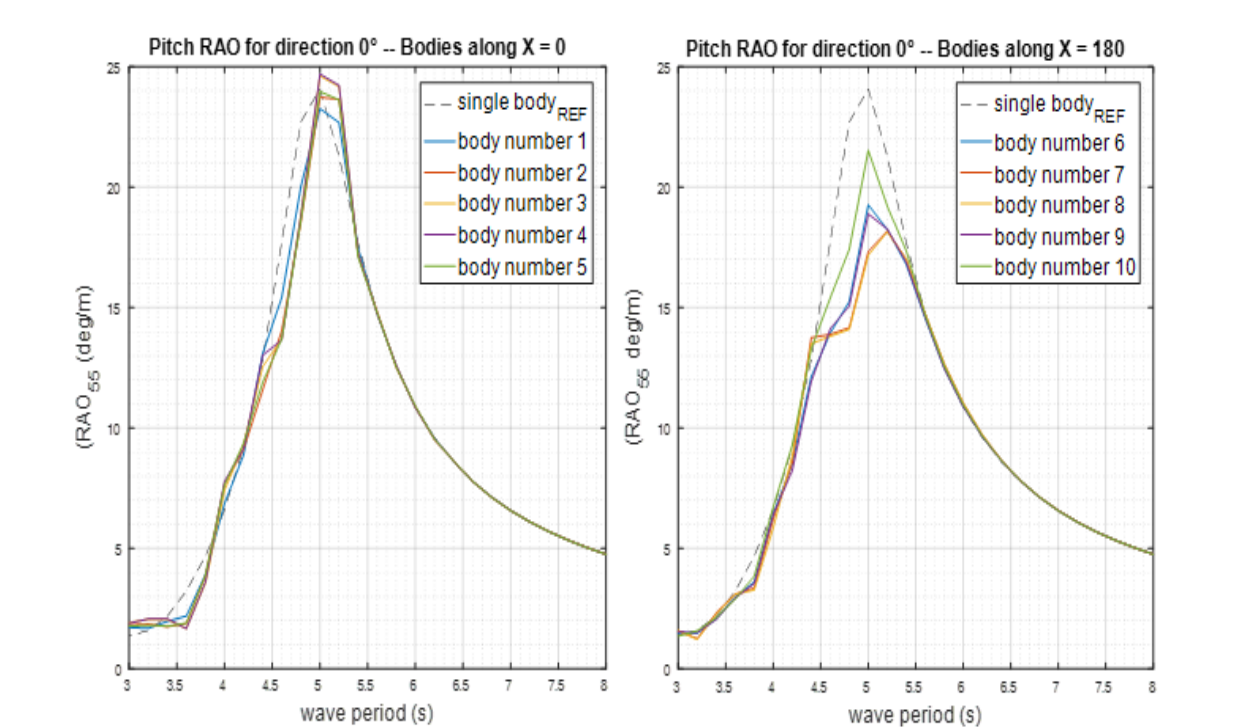 Pitch RAO for direction 0° -- Bodies along X = 0
25
20
15
10
5
0
3 3.5 4 4.5 5 5.5 6 6.5 7 7.5 8
(RAO55 (deg/m)
wave period (s)
single bodyREF
body number 1
body number 2
body number 3
body number 4
body number 5
Pitch RAO for direction 0° -- Bodies along X = 180
25
20
15
10
5
0
3 3.5 4 4.5 5 5.5 6 6.5 7 7.5 8
(RAO55 deg/m)
wave period (s)
single bodyREF
body number 6
body number 7
body number 8
body number 9
body number 10